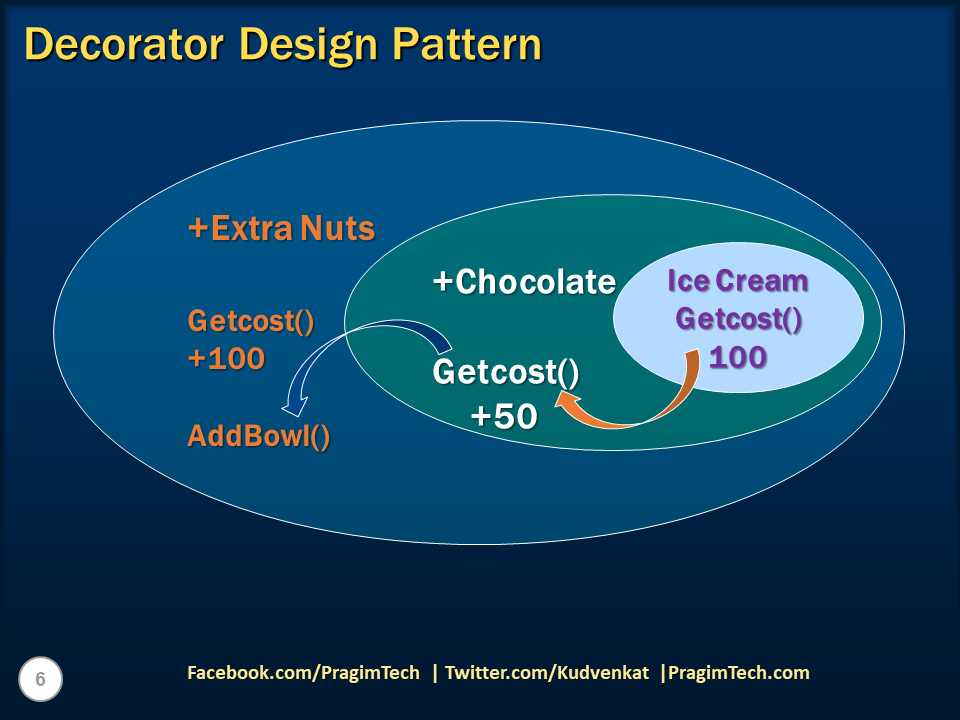 Decorator Design Pattern
+Extra Nuts
Getcost()
+100
AddBowl()
+Chocolate
Getcost()
+50
Ice Cream
Getcost()
100
6
Facebook.com/PragimTech | Twitter.com/Kudvenkat |PragimTech.com